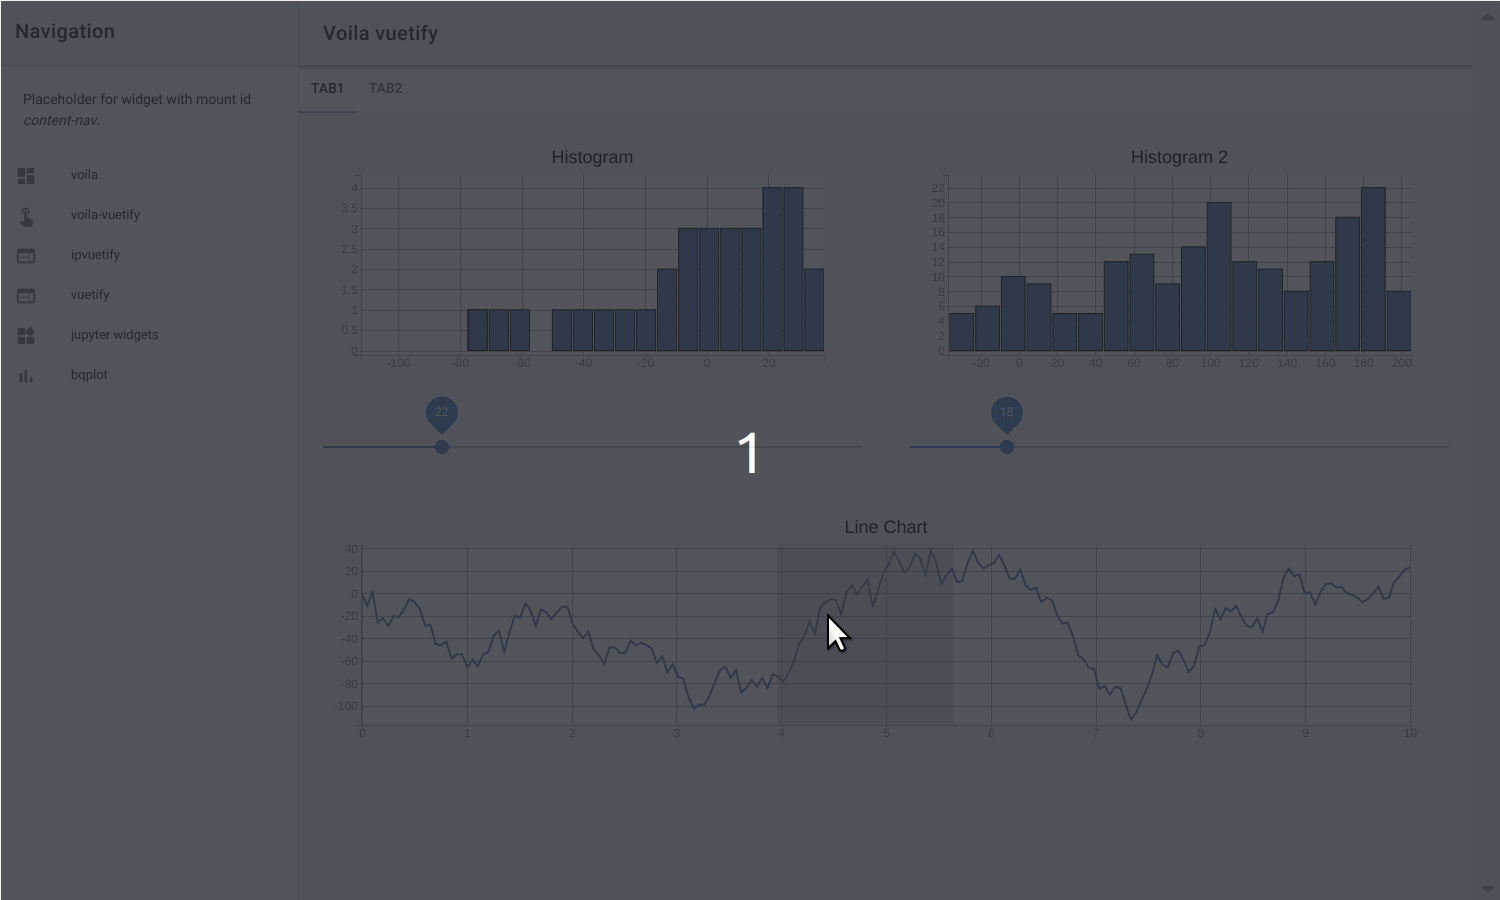 Navigation
Voila vuetify
Placeholder for widget with mount id
content-nav.
voila
voila-vuetify
ipvuetify
vuetify
jupyter widgets
bqplot
TAB1 TAB2
Histogram
4
3.5
3
2.5
2
1.5
1
0.5
0
-100 -80 -60 -40 -20 0 20
Histogram 2
22
20
18
16
14
12
10
8
6
4
2
0
-20 0 20 40 60 80 100 120 140 160 180 200
22
18
1
Line Chart
40
20
0
-20
-40
-60
-80
-100
0 1 2 3 4 5 6 7 8 9 10